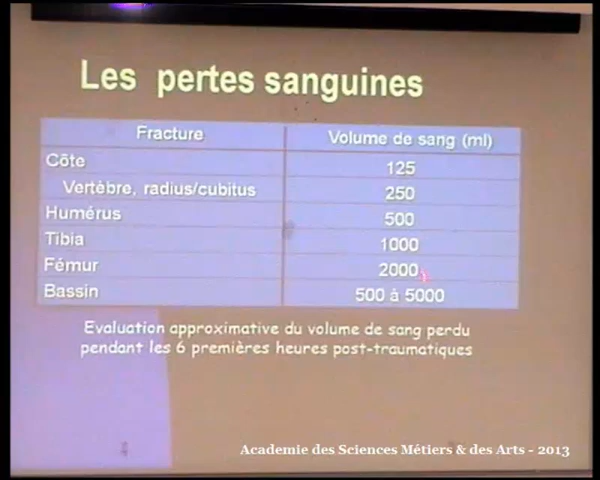 Les pertes sanguines
Fracture Volume de sang (ml)
Côte 125
Vertèbre, radius/cubitus 250
Humérus 500
Tibia 1000
Fémur 2000
Bassin 500 à 5000
Evaluation approximative du volume de sang perdu
pendant les 6 premières heures post-traumatiques
Academie des Sciences Métiers & des Arts - 2013